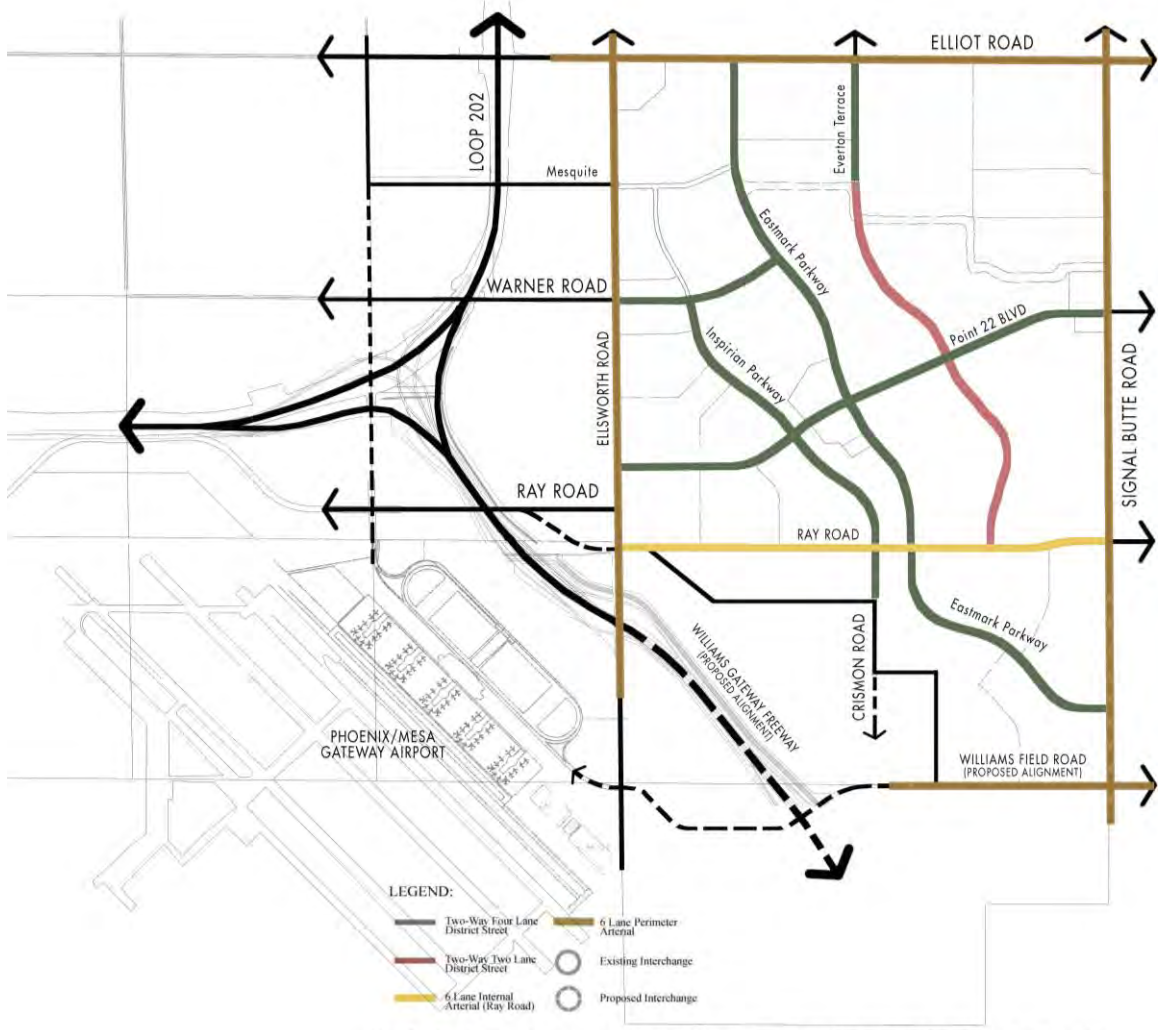 ELLIOT ROAD
LOOP 202
Everton Terrace
Mesquite
Eastmark Parkway
WARNER ROAD
Point 22 BLVD
Inspirian Parkway
ELLSWORTH ROAD
SIGNAL BUTTE ROAD
RAY ROAD
RAY ROAD
Eastmark Parkway
WILLIAMS GATEWAY FREEWAY
(PROPOSED ALIGNMENT)
CRISMON ROAD
PHOENIX/MESA
GATEWAY AIRPORT
WILLIAMS FIELD ROAD
(PROPOSED ALIGNMENT)
LEGEND:
Two-Way Four Lane
District Street
6 Lane Perimeter
Arterial
Two-Way Two Lane
District Street
Existing Interchange
6 Lane Internal
Arterial (Ray Road)
Proposed Interchange